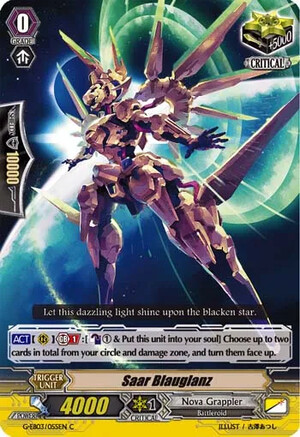 0
GRADE
+5000
CRITICAL
10000
Let this dazzling light shine upon the blacken star.
ACT [ ] : [ 1 & Put this unit into your soul] Choose up to two
cards in total from your circle and damage zone, and turn them face up.
TRIGGER
UNIT
Saar Blauglanz
POWER
4000
1
CRITICAL
Nova Grappler
Battleroid
G-EB03/055EN C
ILLUST / 古澤あつし